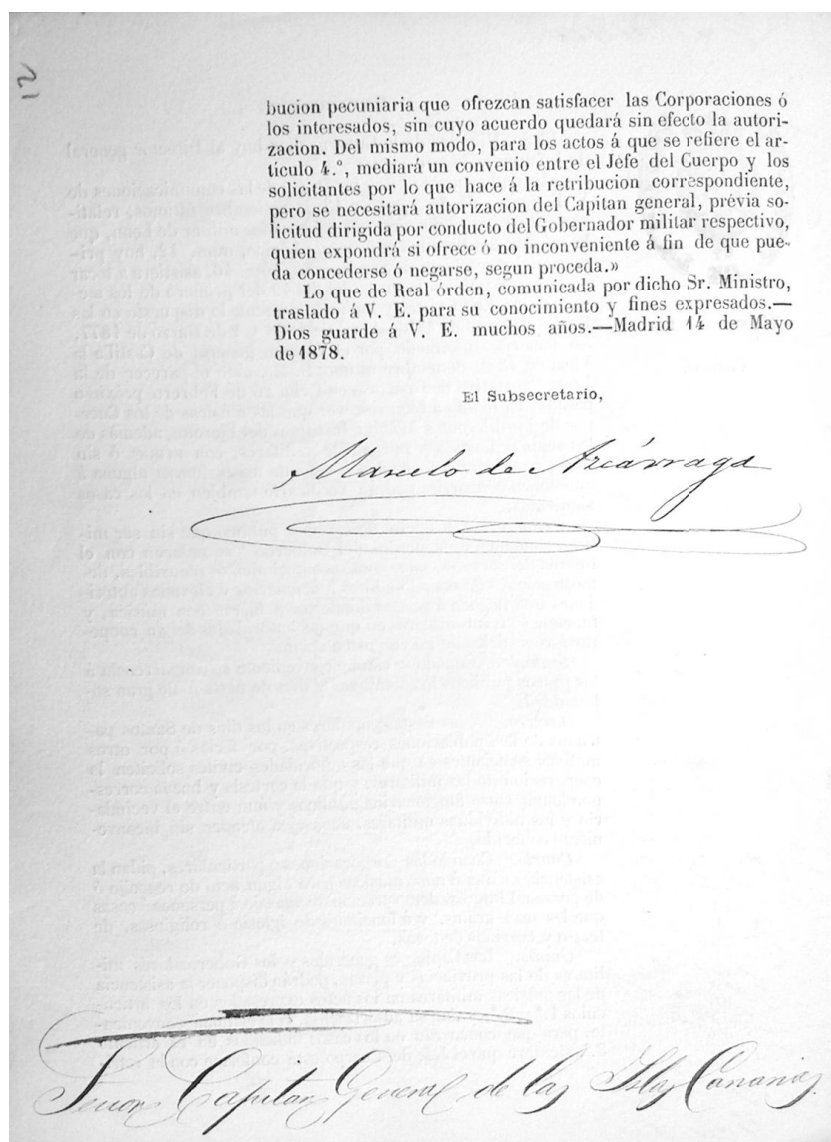 12
bucion pecuniaria que ofrezcan satisfacer las Corporaciones ó
los interesados, sin cuyo acuerdo quedará sin efecto la autori-
zacion. Del mismo modo, para los actos á que se refiere el ar-
tículo 4.º, mediará un convenio entre el Jefe del Cuerpo y los
solicitantes por lo que hace á la retribucion correspondiente,
pero se necesitará autorizacion del Capitan general, prévia so-
licitud dirigida por conducto del Gobernador militar respectivo,
quien expondrá si ofrece ó no inconveniente á fin de que pue-
da concederse ó negarse, segun proceda.»
Lo que de Real órden, comunicada por dicho Sr. Ministro,
traslado á V. E. para su conocimiento y fines expresados.—
Dios guarde á V. E. muchos años.—Madrid 14 de Mayo
de 1878.
El Subsecretario,
Marcelo de Azcárraga
Señor Capitan General de las Islas Canarias